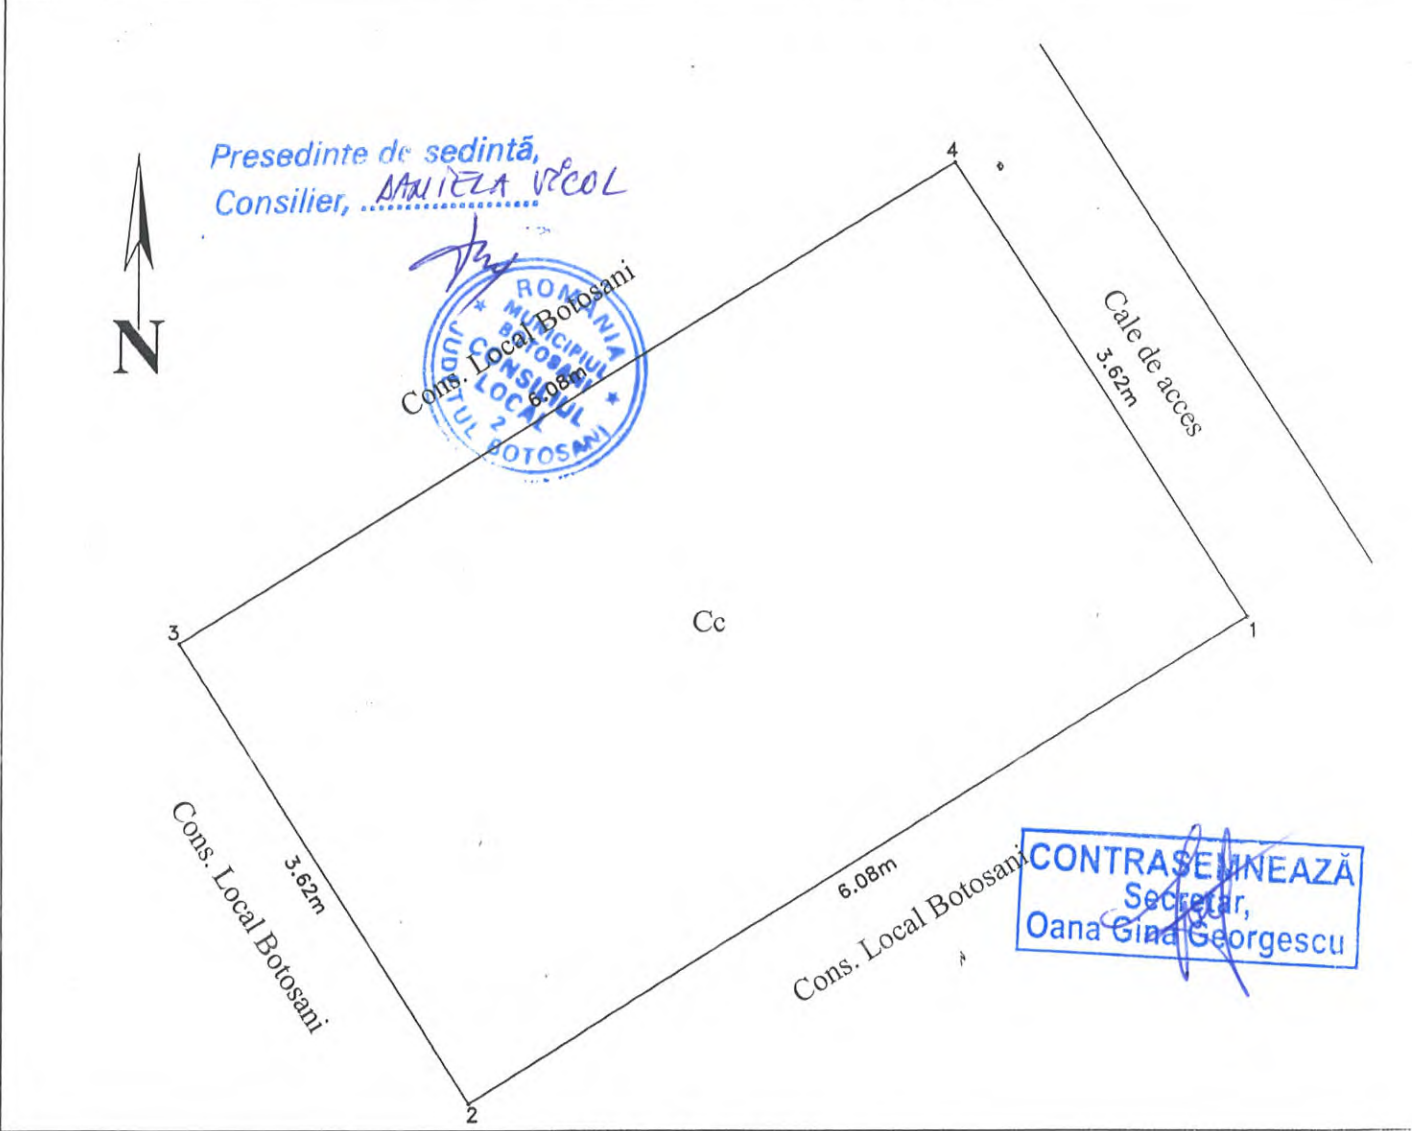 Presedinte de sedintă,
Consilier, DANIELA VICOL
N
ROMÂNIA
MUNICIPIUL
BOTOSANI
CONSILIUL
LOCAL
2
JUDETUL BOTOSANI
Cons. Local Botosani
6.08m
4
Cale de acces
3.62m
3
Cc
1
Cons. Local Botosani
3.62m
6.08m
Cons. Local Botosani
CONTRASEMNEAZĂ
Secretar,
Oana Gina Georgescu
2